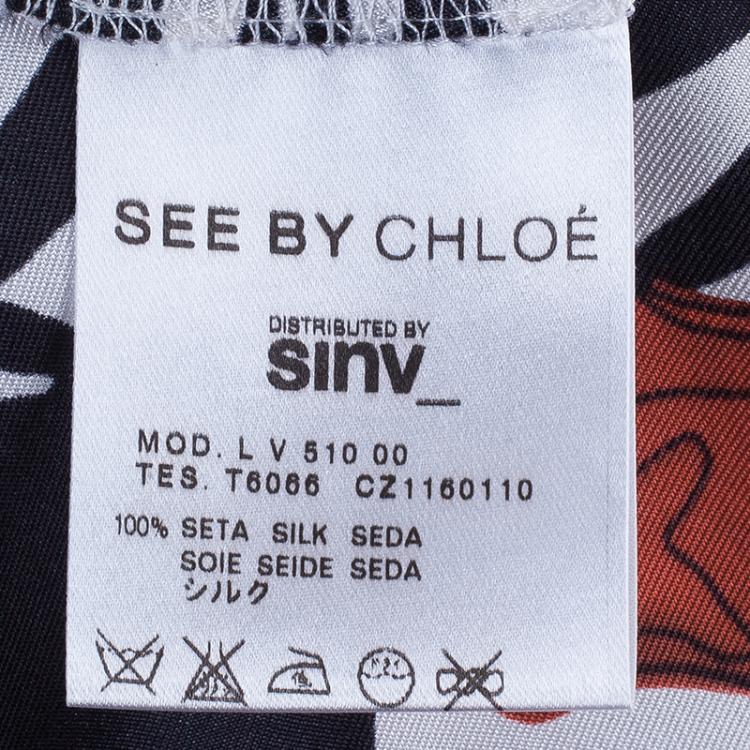 SEE BY CHLOÉ
DISTRIBUTED BY
sinv_
MOD. L V 510 00
TES. T6066 CZ1160110
100% SETA SILK SEDA
SOIE SEIDE SEDA
シルク